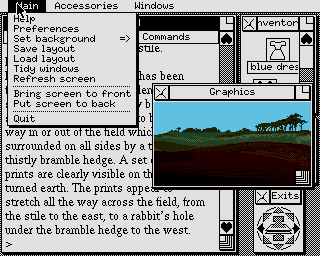 Main Accessories Windows
Help
Preferences
Set background =>
Save layout
Load layout
Tidy windows
Refresh screen
Bring screen to front
Put screen to back
Quit
Commands
stile.
has been
the
y b
way in or out of the field which
surrounded on all sides by a t
thistly bramble hedge. A set o
prints are clearly visible on th
turned earth. The prints appear to
stretch all the way across the field, from
the stile to the east, to a rabbit's hole
under the bramble hedge to the west.
>
nventor
blue dres
Graphics
Exits